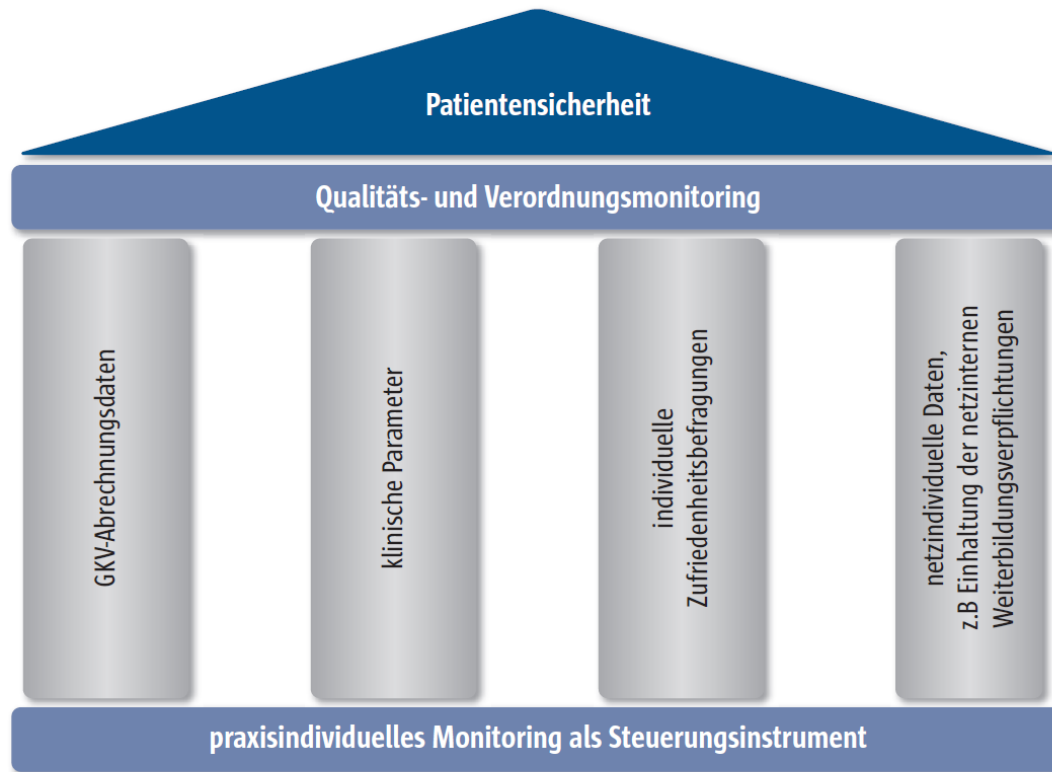 Patientensicherheit
Qualitäts- und Verordnungsmonitoring
GKV-Abrechnungsdaten
klinische Parameter
individuelle
Zufriedenheitsbefragungen
netzindividuelle Daten,
z.B Einhaltung der netzinternen
Weiterbildungsverpflichtungen
praxisindividuelles Monitoring als Steuerungsinstrument